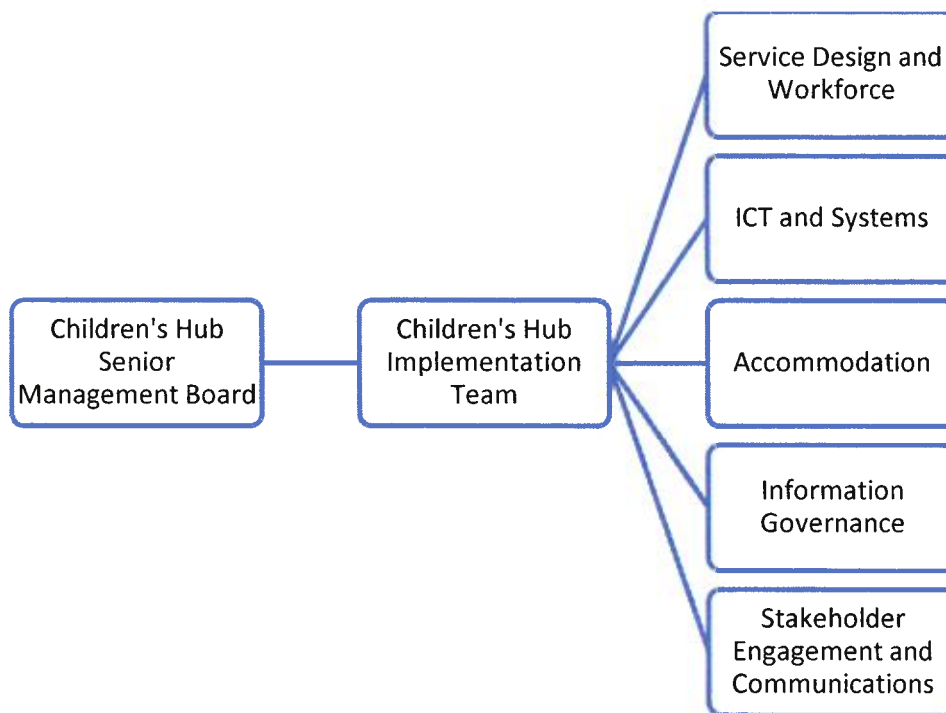 Children's Hub
Senior
Management Board
Children's Hub
Implementation
Team
Service Design and
Workforce
ICT and Systems
Accommodation
Information
Governance
Stakeholder
Engagement and
Communications